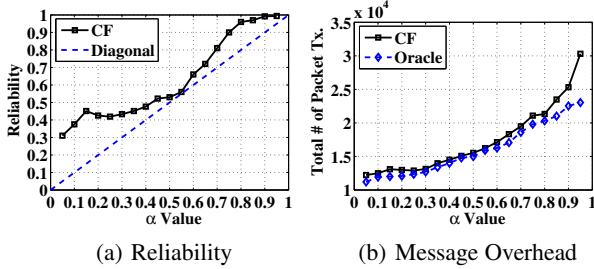 1
0.9
0.8
0.7
0.6
0.5
0.4
0.3
0.2
0.1
0
Reliability
CF
Diagonal
0 0.1 0.2 0.3 0.4 0.5 0.6 0.7 0.8 0.9 1
α Value
(a) Reliability
x 10⁴
3.5
3
2.5
2
1.5
1
Total # of Packet Tx.
CF
Oracle
0 0.1 0.2 0.3 0.4 0.5 0.6 0.7 0.8 0.9 1
α Value
(b) Message Overhead